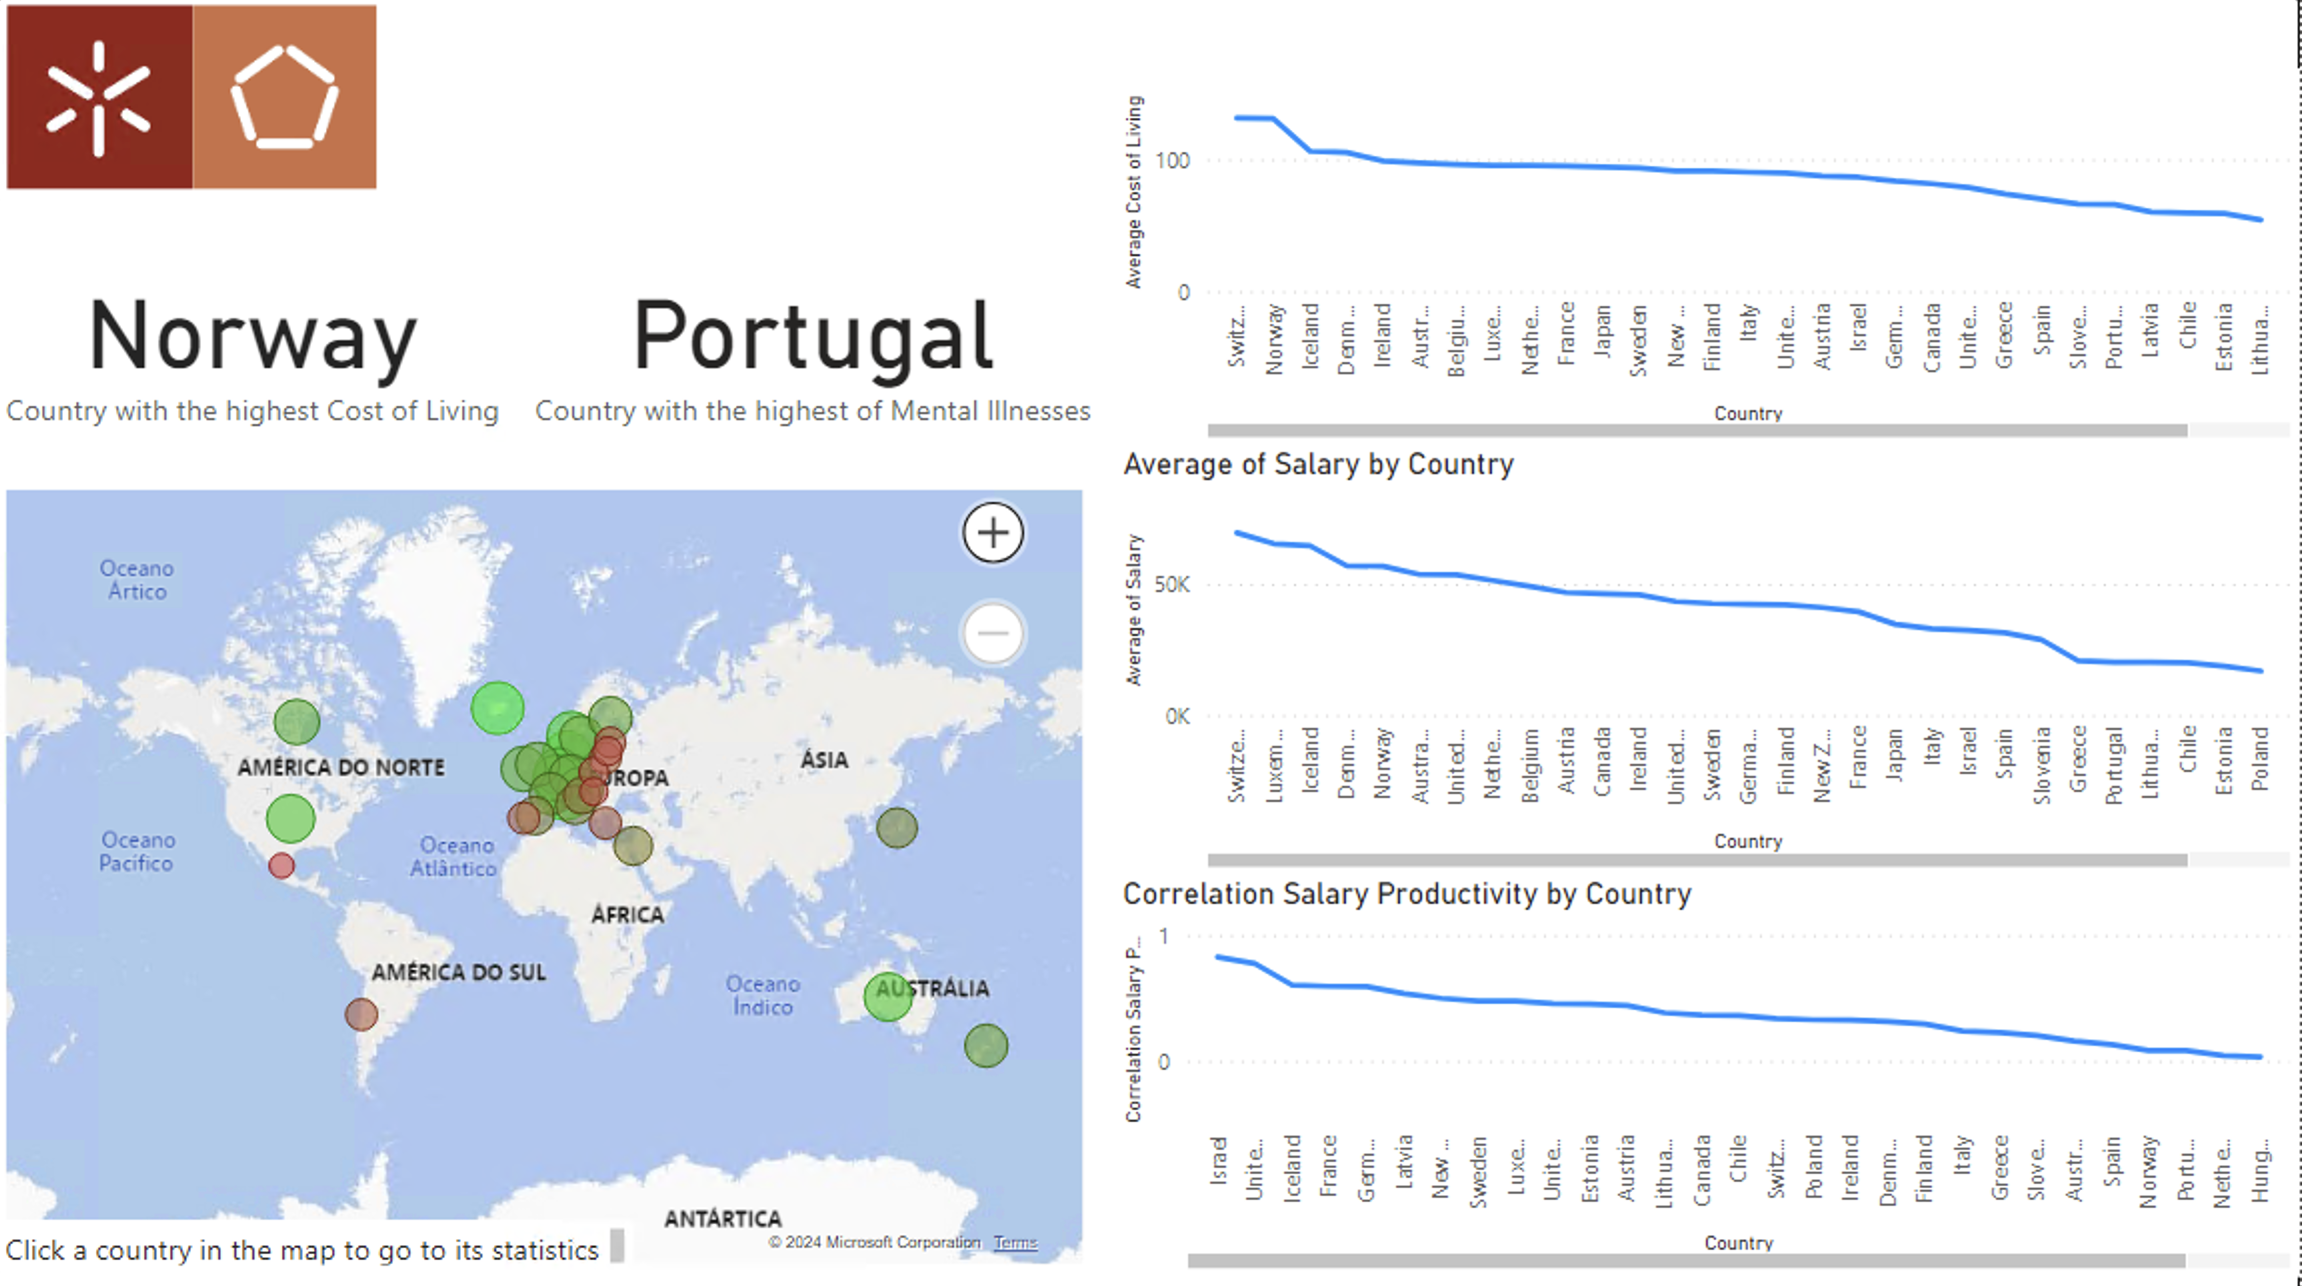 Norway
Country with the highest Cost of Living
Portugal
Country with the highest of Mental Illnesses
Oceano
Ártico
AMÉRICA DO NORTE
Oceano
Pacífico
Oceano
Atlântico
UROPA
ÁSIA
ÁFRICA
AMÉRICA DO SUL
Oceano
Índico
AUSTRÁLIA
ANTÁRTICA
© 2024 Microsoft Corporation Terms
Click a country in the map to go to its statistics
Average Cost of Living
100
0
Switz...
Norway
Iceland
Denm...
Ireland
Austr...
Belgiu...
Luxe...
Nethe...
France
Japan
Sweden
New ...
Finland
Italy
Unite...
Austria
Israel
Germ...
Canada
Unite...
Greece
Spain
Slove...
Portu...
Latvia
Chile
Estonia
Lithua...
Country
Average of Salary by Country
Average of Salary
50K
0K
Switze...
Luxem...
Iceland
Denm...
Norway
Austra...
United...
Nethe...
Belgium
Austria
Canada
Ireland
United...
Sweden
Germa...
Finland
New Z...
France
Japan
Italy
Israel
Spain
Slovenia
Greece
Portugal
Lithua...
Chile
Estonia
Poland
Country
Correlation Salary Productivity by Country
Correlation Salary P...
1
0
Israel
Unite...
Iceland
France
Germ...
Latvia
New ...
Sweden
Luxe...
Unite...
Estonia
Austria
Lithua...
Canada
Chile
Switz...
Poland
Ireland
Denm...
Finland
Italy
Greece
Slove...
Austr...
Spain
Norway
Portu...
Nethe...
Hung...
Country